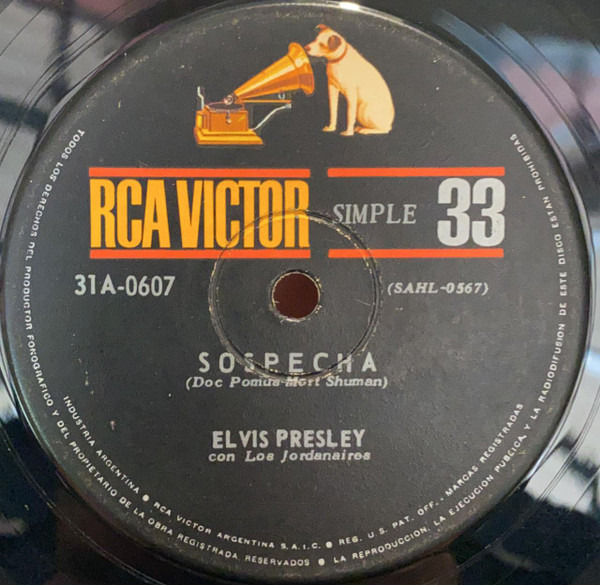 RCA VICTOR
SIMPLE 33
31A-0607
(SAHL-0567)
SOSPECHA
(Doc Pomus-Mort Shuman)
ELVIS PRESLEY
con Los Jordanaires
TODOS LOS DERECHOS DEL PRODUCTOR FONOGRAFICO Y DEL PROPIETARIO DE LA OBRA REGISTRADA RESERVADOS ● LA REPRODUCCION, LA EJECUCION PUBLICA, Y LA RADIODIFUSION DE ESTE DISCO ESTAN PROHIBIDAS
INDUSTRIA ARGENTINA ● RCA VICTOR ARGENTINA S.A.I.C. ● REG. U.S. PAT. OFF. - MARCAS REGISTRADAS